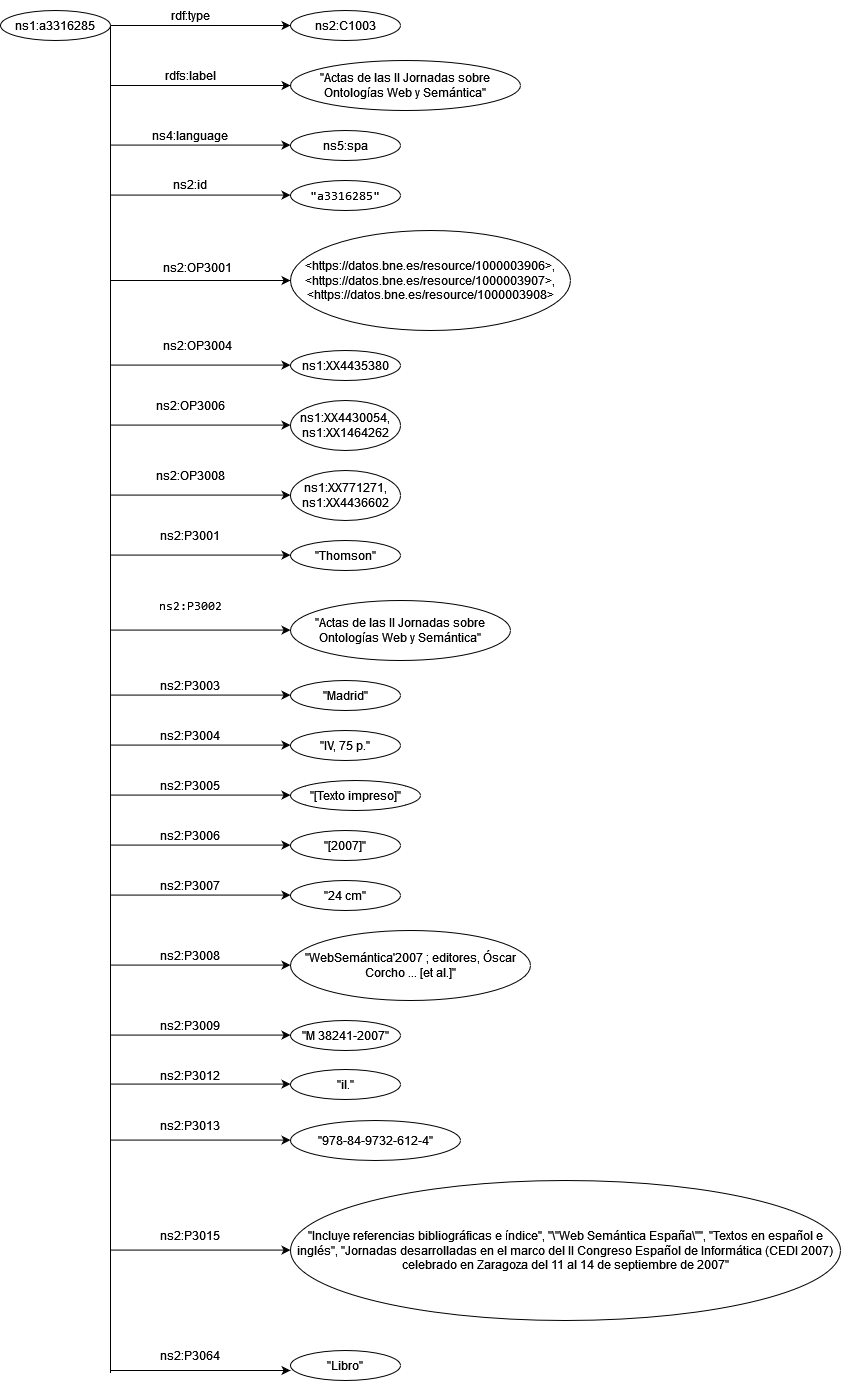 ns1:a3316285
rdf:type
ns2:C1003
rdfs:label
"Actas de las II Jornadas sobre
Ontologías Web y Semántica"
ns4:language
ns5:spa
ns2:id
"a3316285"
ns2:OP3001
<https://datos.bne.es/resource/1000003906>,
<https://datos.bne.es/resource/1000003907>,
<https://datos.bne.es/resource/1000003908>
ns2:OP3004
ns1:XX4435380
ns2:OP3006
ns1:XX4430054,
ns1:XX1464262
ns2:OP3008
ns1:XX771271,
ns1:XX4436602
ns2:P3001
"Thomson"
ns2:P3002
"Actas de las II Jornadas sobre
Ontologías Web y Semántica"
ns2:P3003
"Madrid"
ns2:P3004
"IV, 75 p."
ns2:P3005
"[Texto impreso]"
ns2:P3006
"[2007]"
ns2:P3007
"24 cm"
ns2:P3008
"WebSemántica'2007 ; editores, Óscar
Corcho ... [et al.]"
ns2:P3009
"M 38241-2007"
ns2:P3012
"il."
ns2:P3013
"978-84-9732-612-4"
ns2:P3015
"Incluye referencias bibliográficas e índice", "\"Web Semántica España\"", "Textos en español e
inglés", "Jornadas desarrolladas en el marco del II Congreso Español de Informática (CEDI 2007)
celebrado en Zaragoza del 11 al 14 de septiembre de 2007"
ns2:P3064
"Libro"